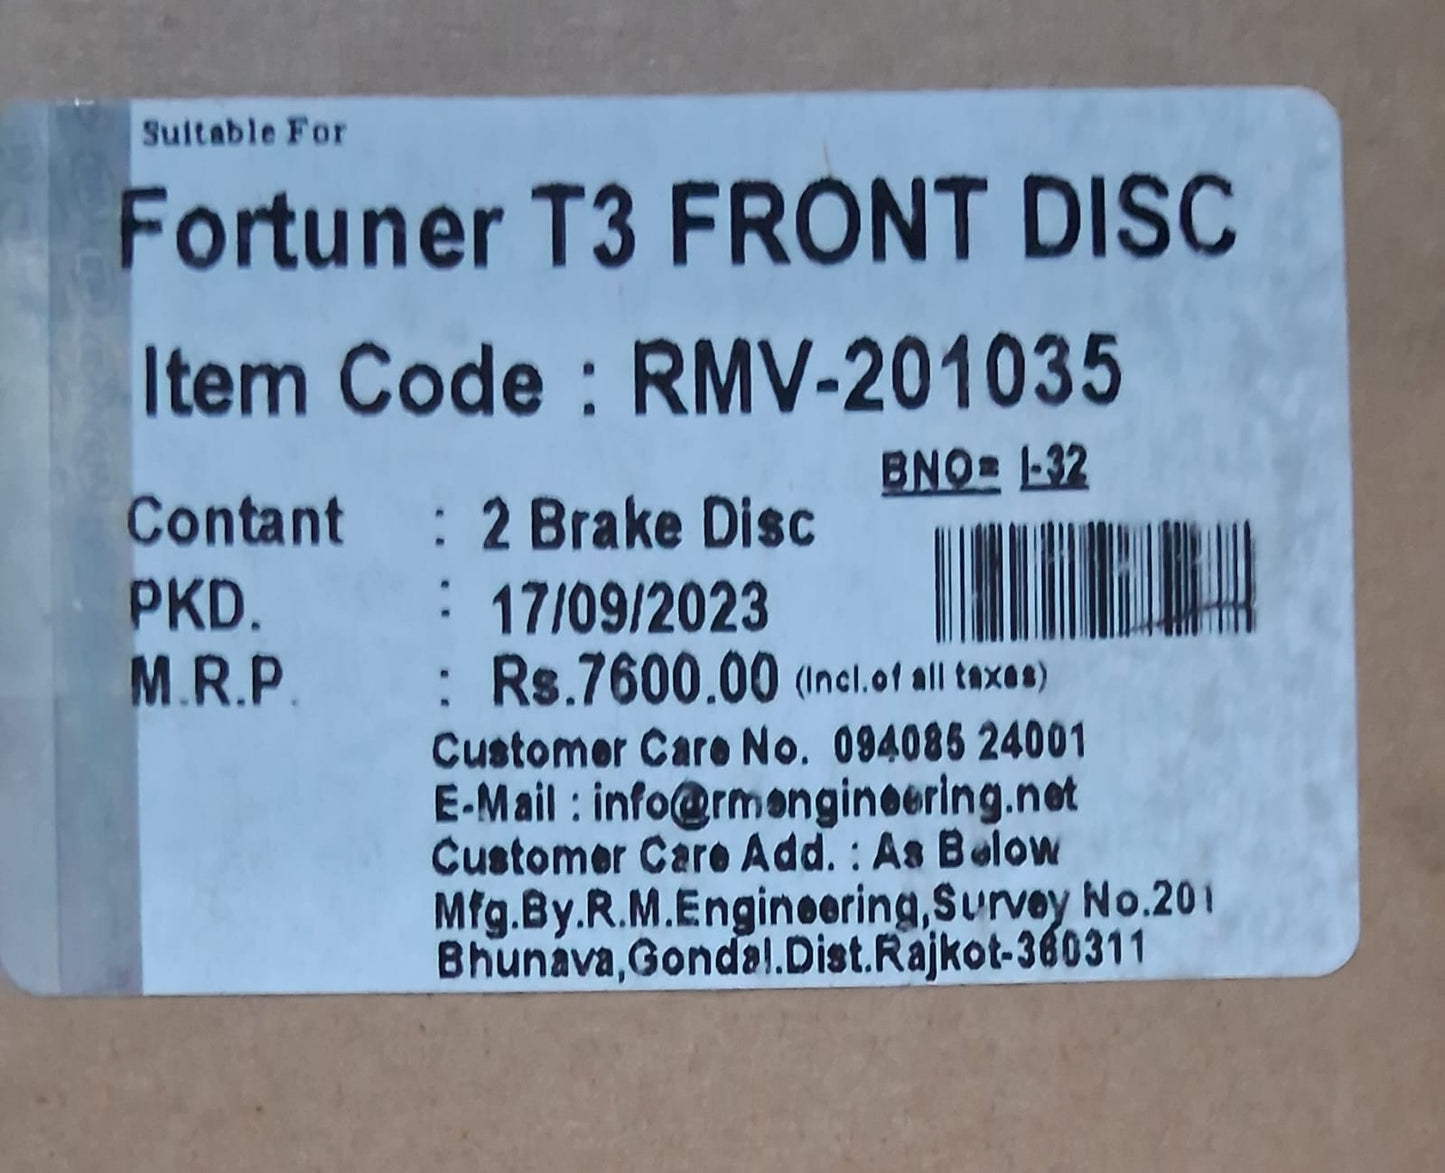 Suitable For
Fortuner T3 FRONT DISC
Item Code : RMV-201035
BNO= I-32
Contant : 2 Brake Disc
PKD. : 17/09/2023
M.R.P. : Rs.7600.00 (Incl.of all taxes)
Customer Care No. 094085 24001
E-Mail : info@rmengineering.net
Customer Care Add. : As Below
Mfg.By.R.M.Engineering,Survey No.201
Bhunava,Gondal.Dist.Rajkot-360311